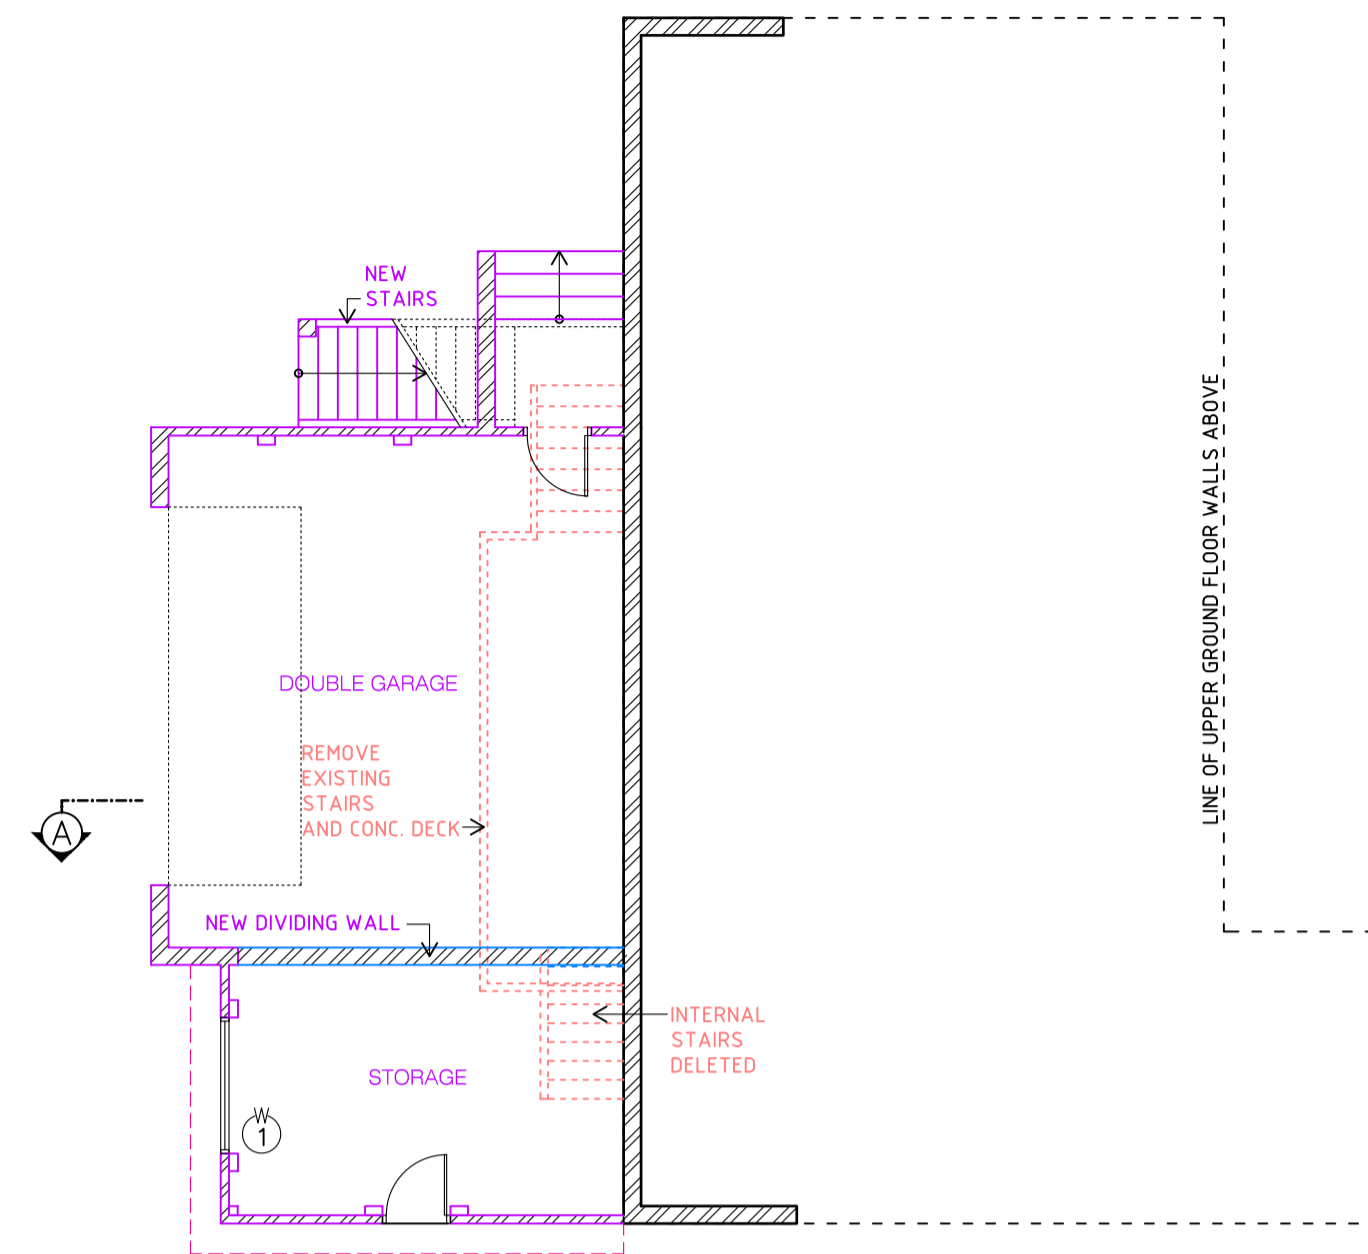 NEW
STAIRS
LINE OF UPPER GROUND FLOOR WALLS ABOVE
DOUBLE GARAGE
REMOVE
EXISTING
STAIRS
AND CONC. DECK
A
NEW DIVIDING WALL
INTERNAL
STAIRS
DELETED
STORAGE
W
1